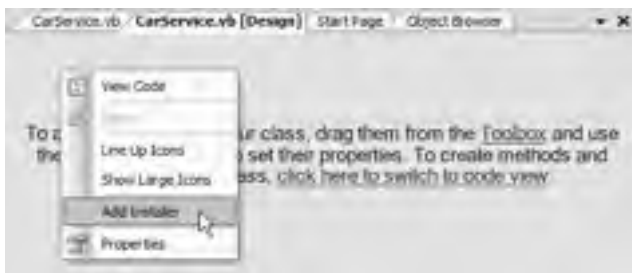 CarService.vb CarService.vb [Design] Start Page Object Browser
View Code
Line Up Icons
Show Large Icons
Add Installer
Properties
To a ur class, drag them from the Toolbox and use
the set their properties. To create methods and
ass, click here to switch to code view